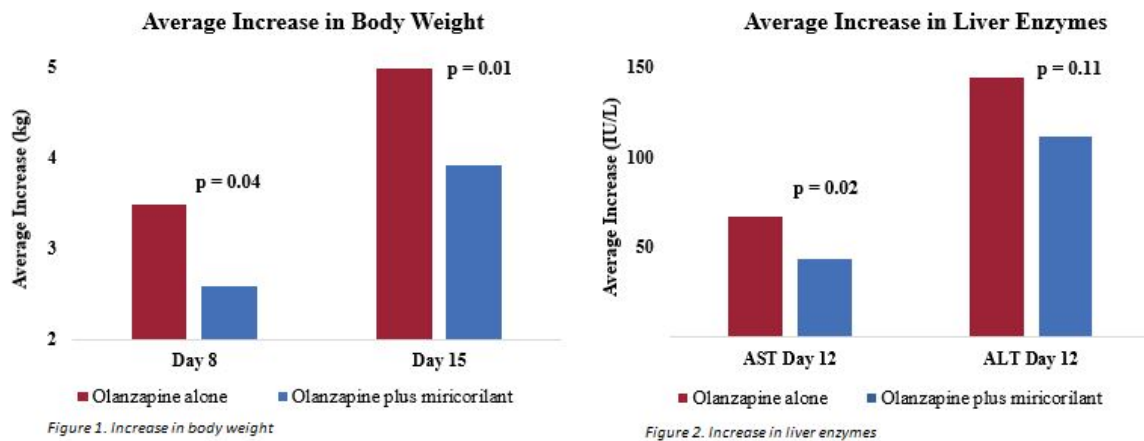 Average Increase in Body Weight
Average Increase (kg)
5
4
3
2
p = 0.04
p = 0.01
Day 8
Day 15
Olanzapine alone
Olanzapine plus miricorilant
Figure 1. Increase in body weight
Average Increase in Liver Enzymes
Average Increase (IU/L)
150
100
50
p = 0.02
p = 0.11
AST Day 12
ALT Day 12
Olanzapine alone
Olanzapine plus miricorilant
Figure 2. Increase in liver enzymes